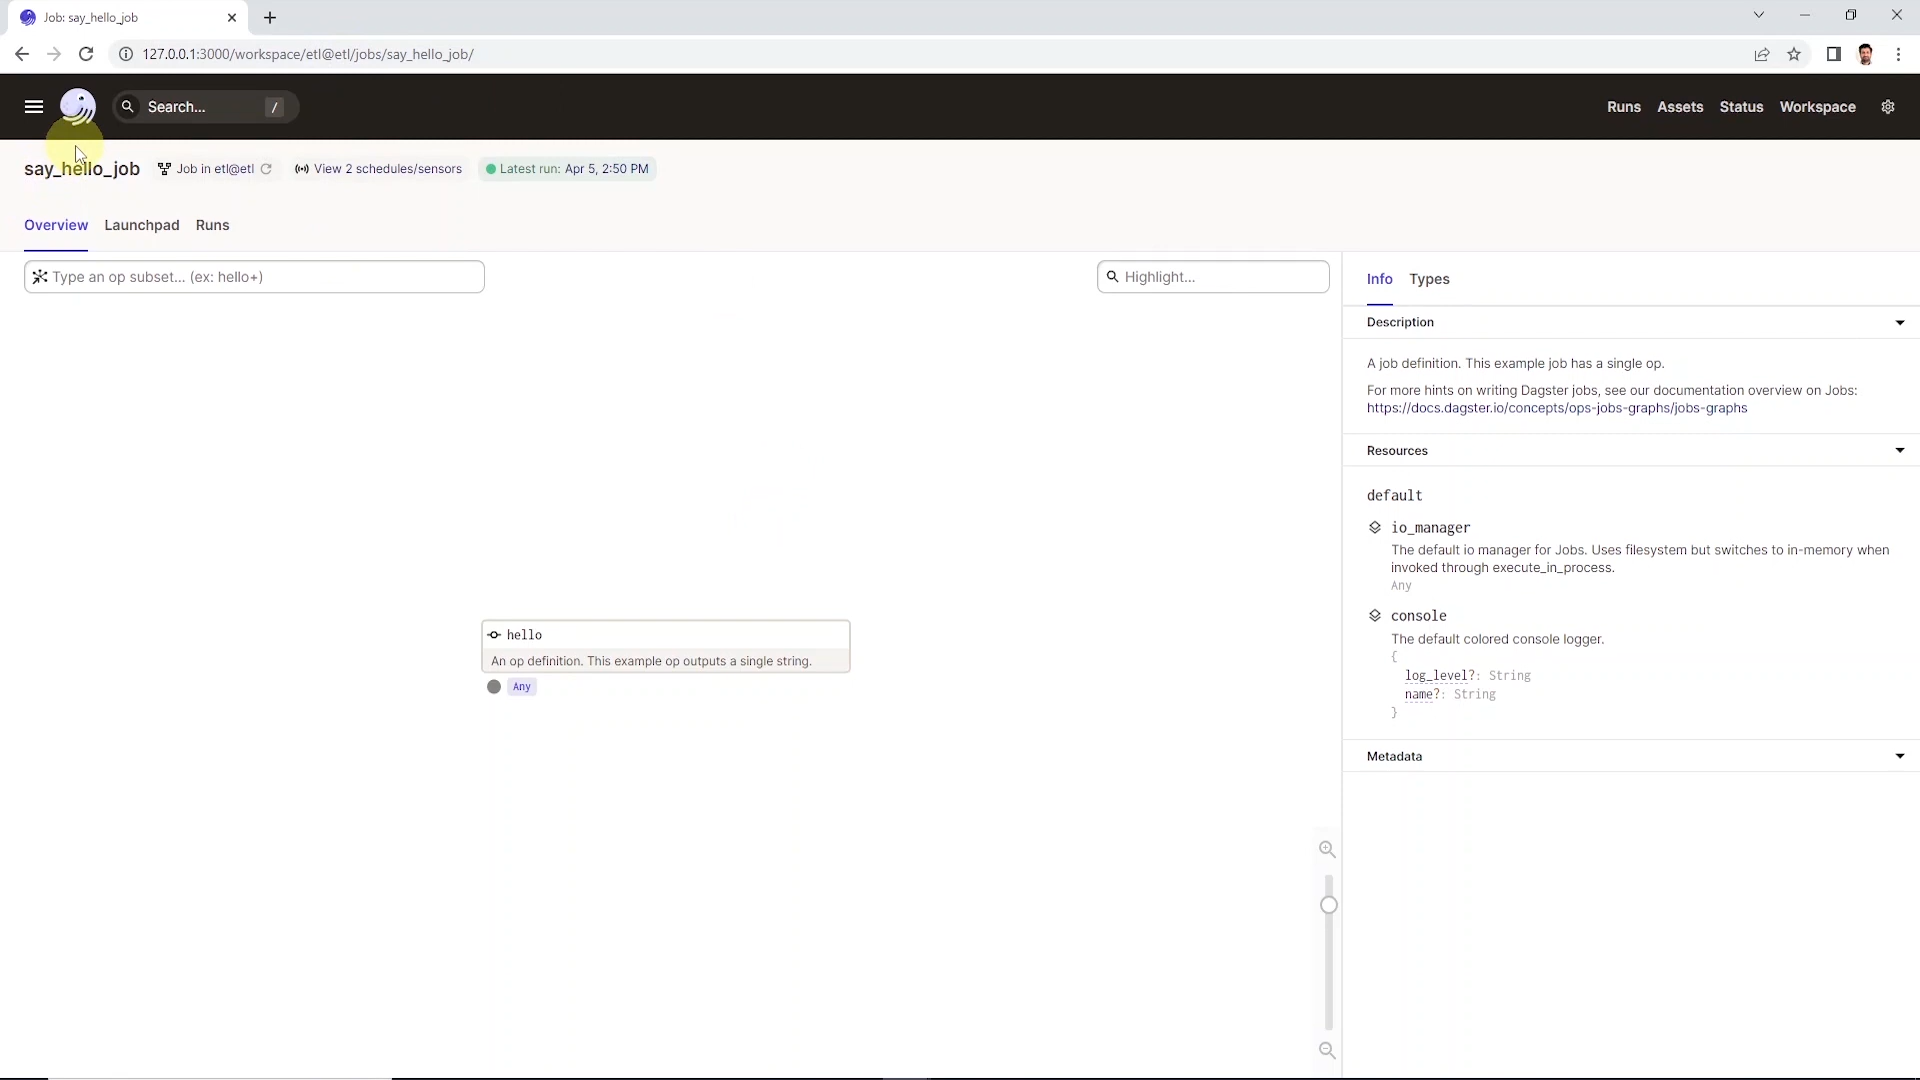 Job: say_hello_job
127.0.0.1:3000/workspace/etl@etl/jobs/say_hello_job/
Search... /
Runs Assets Status Workspace
say_hello_job Job in etl@etl View 2 schedules/sensors Latest run: Apr 5, 2:50 PM
Overview Launchpad Runs
Type an op subset... (ex: hello+)
Highlight...
hello
An op definition. This example op outputs a single string.
Any
Info Types
Description
A job definition. This example job has a single op.
For more hints on writing Dagster jobs, see our documentation overview on Jobs:
https://docs.dagster.io/concepts/ops-jobs-graphs/jobs-graphs
Resources
default
io_manager
The default io manager for Jobs. Uses filesystem but switches to in-memory when
invoked through execute_in_process.
Any
console
The default colored console logger.
{
log_level?: String
name?: String
}
Metadata